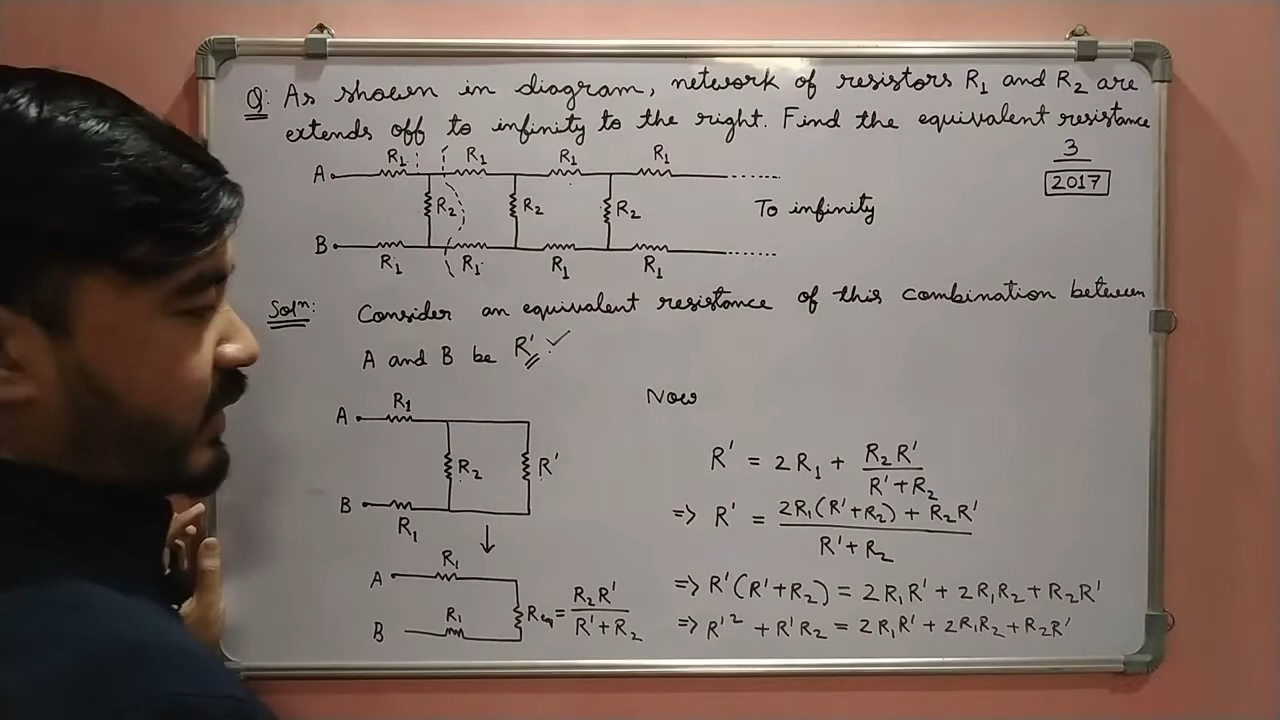 Q: As shown in diagram, network of resistors R₁ and R₂ are
extends off to infinity to the right. Find the equivalent resistance
3
2017
R₁ R₁ R₁ R₁
A
R₂ R₂ R₂ To infinity
B
R₁ R₁ R₁ R₁
Solⁿ: Consider an equivalent resistance of this combination between
A and B be R'
R₁
A
R₂ R'
B
R₁
R₁
A
Req = R₂R' / R'+R₂
R₁
B
Now
R' = 2R₁ + R₂R' / R'+R₂
=> R' = 2R₁(R'+R₂) + R₂R' / R'+R₂
=> R'(R'+R₂) = 2R₁R' + 2R₁R₂ + R₂R'
=> R'² + R'R₂ = 2R₁R' + 2R₁R₂ + R₂R'